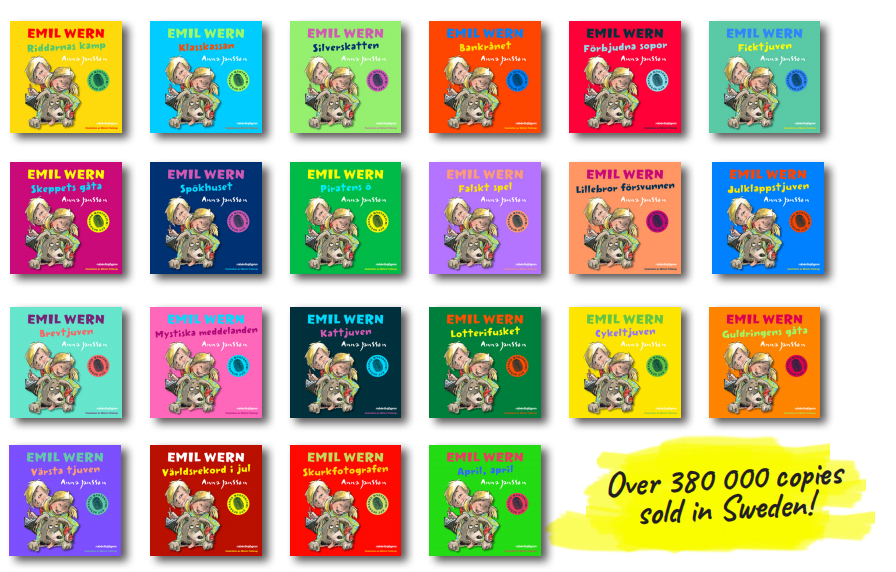 EMIL WERN
Riddarnas kamp
Anna Jansson
EMIL WERN
Klasskassan
Anna Jansson
EMIL WERN
Silverskatten
Anna Jansson
EMIL WERN
Bankrånet
Anna Jansson
EMIL WERN
Förbjudna sopor
Anna Jansson
EMIL WERN
Ficktjuven
Anna Jansson
EMIL WERN
Skeppets gåta
Anna Jansson
EMIL WERN
Spökhuset
Anna Jansson
EMIL WERN
Piratens ö
Anna Jansson
EMIL WERN
Falskt spel
Anna Jansson
EMIL WERN
Lillebror försvunnen
Anna Jansson
EMIL WERN
Julklappstjuven
Anna Jansson
EMIL WERN
Brevtjuven
Anna Jansson
EMIL WERN
Mystiska meddelanden
Anna Jansson
EMIL WERN
Kattjuven
Anna Jansson
EMIL WERN
Lotterifusket
Anna Jansson
EMIL WERN
Cykeltjuven
Anna Jansson
EMIL WERN
Guldringens gåta
Anna Jansson
EMIL WERN
Värsta tjuven
Anna Jansson
EMIL WERN
Världsrekord i jul
Anna Jansson
EMIL WERN
Skurkfotografen
Anna Jansson
EMIL WERN
April, april
Anna Jansson
Over 380 000 copies
sold in Sweden!